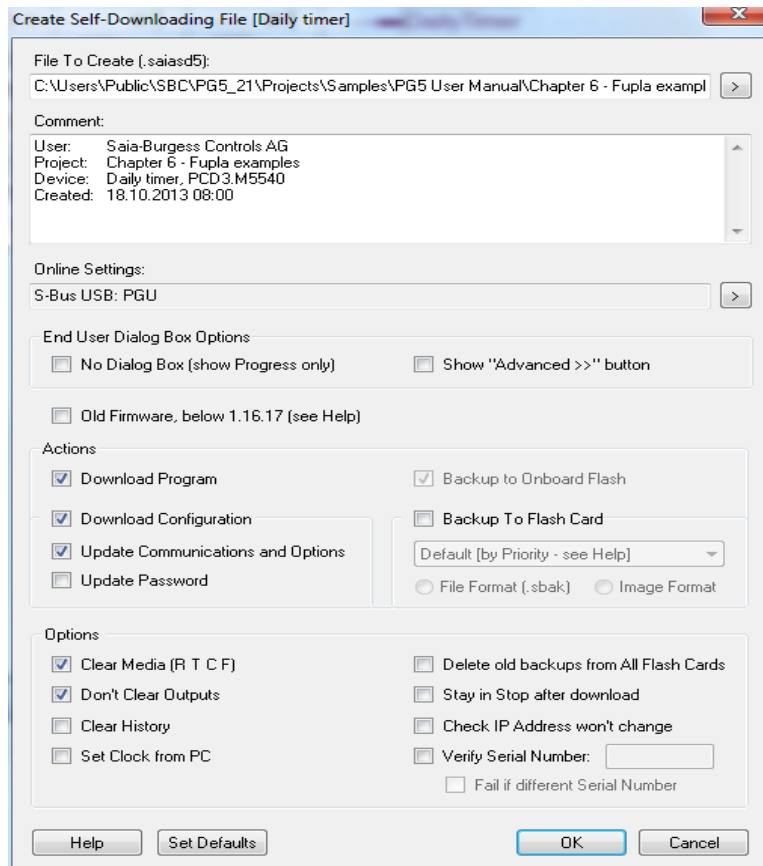 Create Self-Downloading File [Daily timer]
File To Create (.saiasd5):
C:\Users\Public\SBC\PG5_21\Projects\Samples\PG5 User Manual\Chapter 6 - Fupla exampl >
Comment:
User: Saia-Burgess Controls AG
Project: Chapter 6 - Fupla examples
Device: Daily timer, PCD3.M5540
Created: 18.10.2013 08:00
Online Settings:
S-Bus USB: PGU >
End User Dialog Box Options
No Dialog Box (show Progress only) Show "Advanced >>" button
Old Firmware, below 1.16.17 (see Help)
Actions
Download Program Backup to Onboard Flash
Download Configuration Backup To Flash Card
Update Communications and Options Default [by Priority - see Help]
Update Password File Format (.sbak) Image Format
Options
Clear Media (R T C F) Delete old backups from All Flash Cards
Don't Clear Outputs Stay in Stop after download
Clear History Check IP Address won't change
Set Clock from PC Verify Serial Number:
Fail if different Serial Number
Help Set Defaults OK Cancel